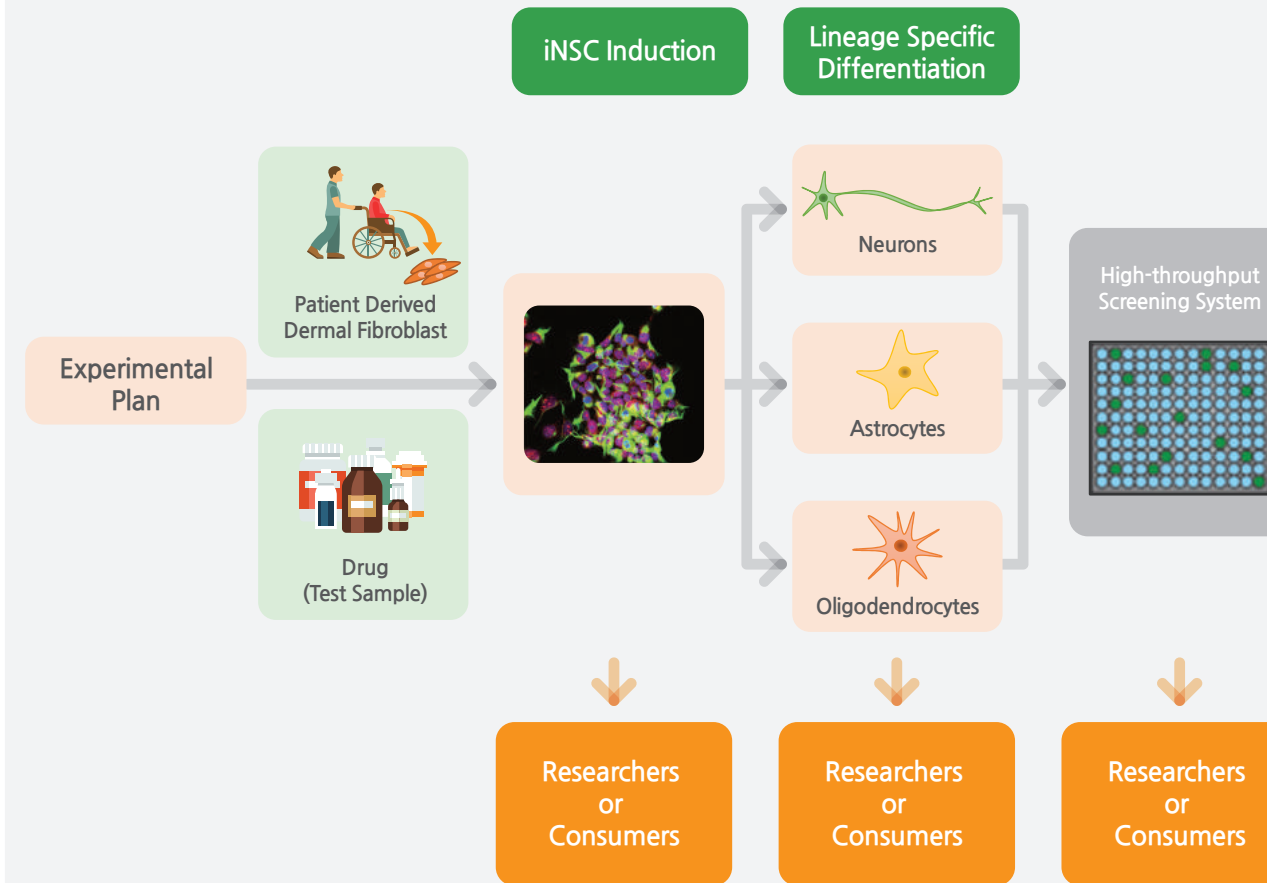 iNSC Induction
Lineage Specific
Differentiation
Patient Derived
Dermal Fibroblast
Experimental
Plan
Drug
(Test Sample)
Neurons
Astrocytes
Oligodendrocytes
High-throughput
Screening System
Researchers
or
Consumers
Researchers
or
Consumers
Researchers
or
Consumers